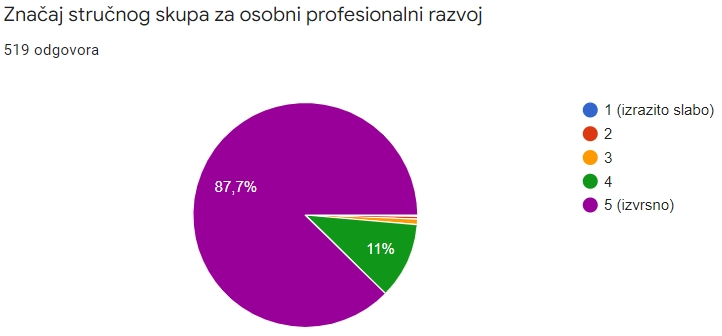 Značaj stručnog skupa za osobni profesionalni razvoj
519 odgovora
87,7%
11%
1 (izrazito slabo)
2
3
4
5 (izvrsno)